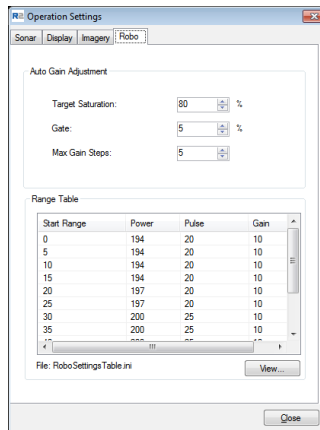 Operation Settings
Sonar Display Imagery Robo
Auto Gain Adjustment
Target Saturation: 80 %
Gate: 5 %
Max Gain Steps: 5
Range Table
Start Range Power Pulse Gain
0 194 20 10
5 194 20 10
10 194 20 10
15 194 20 10
20 197 20 10
25 197 20 10
30 200 25 10
35 200 25 10
File: RoboSettingsTable.ini View...
Close